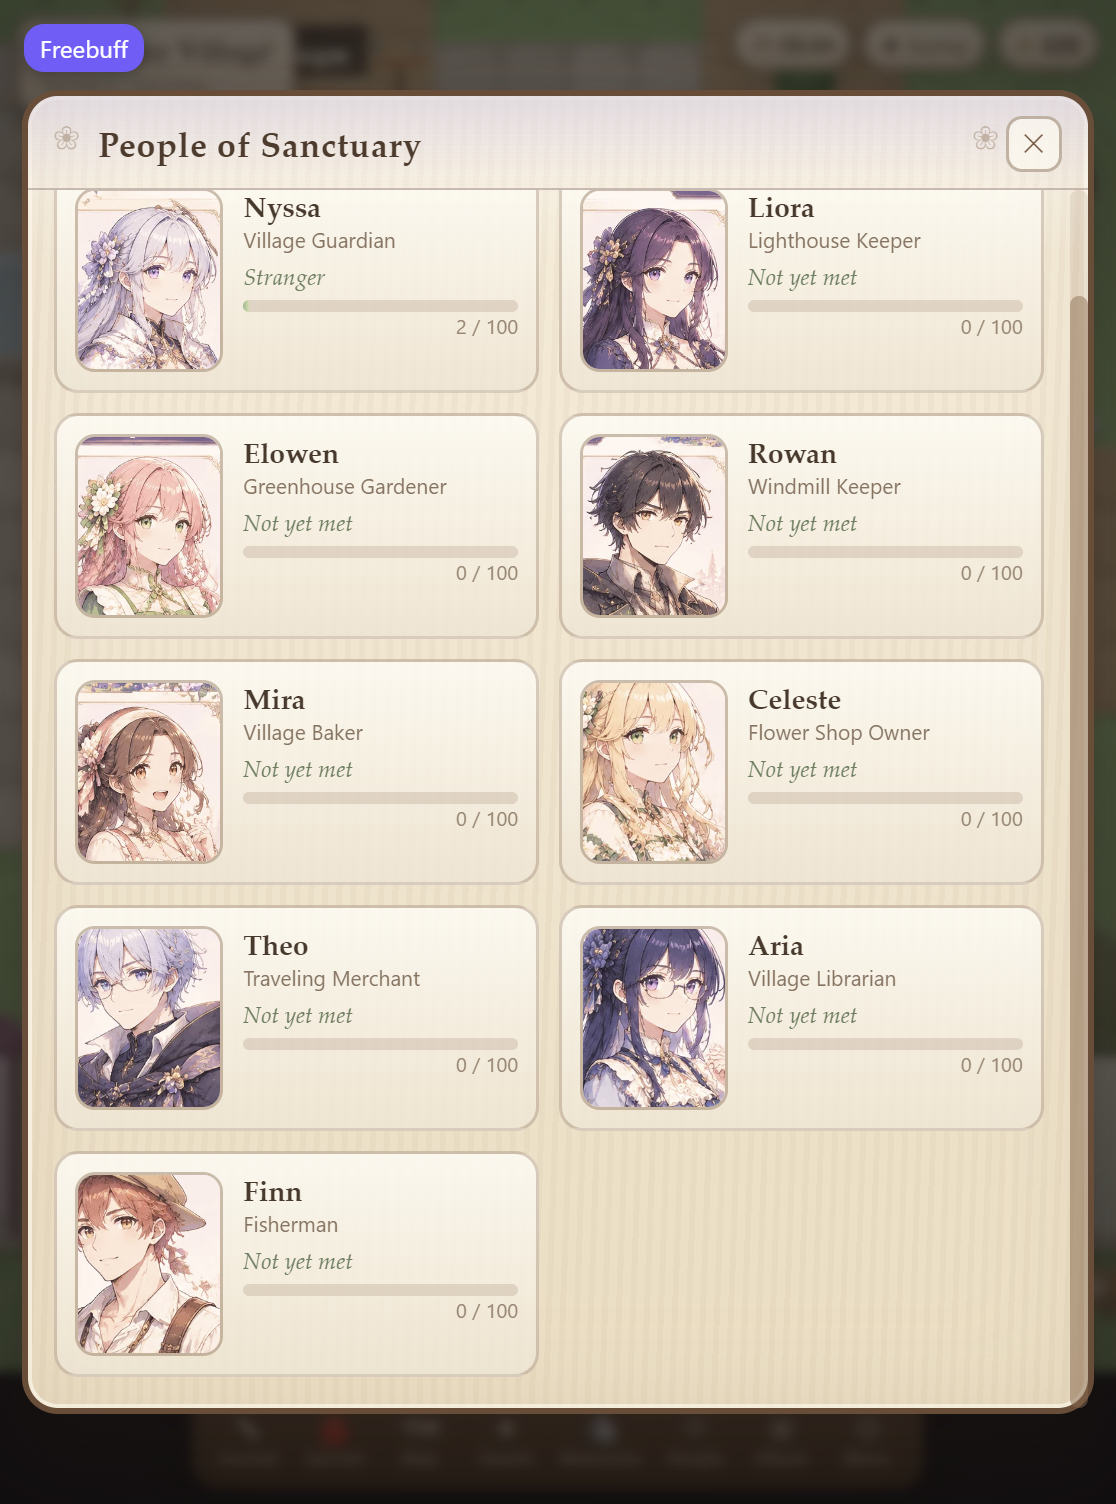 Freebuff
People of Sanctuary
Nyssa
Village Guardian
Stranger
2 / 100
Liora
Lighthouse Keeper
Not yet met
0 / 100
Elowen
Greenhouse Gardener
Not yet met
0 / 100
Rowan
Windmill Keeper
Not yet met
0 / 100
Mira
Village Baker
Not yet met
0 / 100
Celeste
Flower Shop Owner
Not yet met
0 / 100
Theo
Traveling Merchant
Not yet met
0 / 100
Aria
Village Librarian
Not yet met
0 / 100
Finn
Fisherman
Not yet met
0 / 100